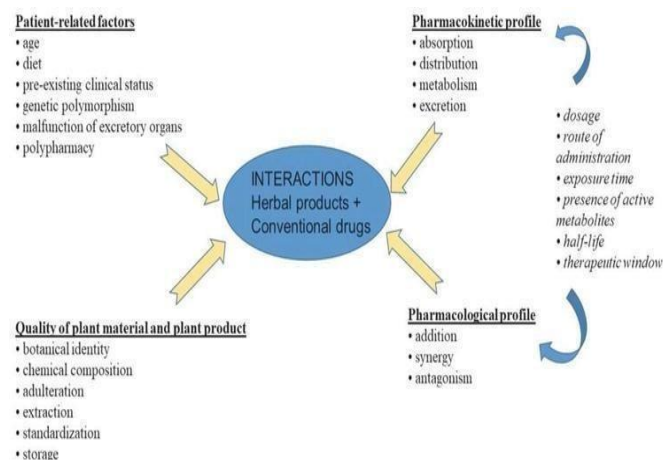 Patient-related factors
• age
• diet
• pre-existing clinical status
• genetic polymorphism
• malfunction of excretory organs
• polypharmacy
Pharmacokinetic profile
• absorption
• distribution
• metabolism
• excretion
• dosage
• route of
administration
• exposure time
• presence of active
metabolites
• half-life
• therapeutic window
INTERACTIONS
Herbal products +
Conventional drugs
Quality of plant material and plant product
• botanical identity
• chemical composition
• adulteration
• extraction
• standardization
• storage
Pharmacological profile
• addition
• synergy
• antagonism